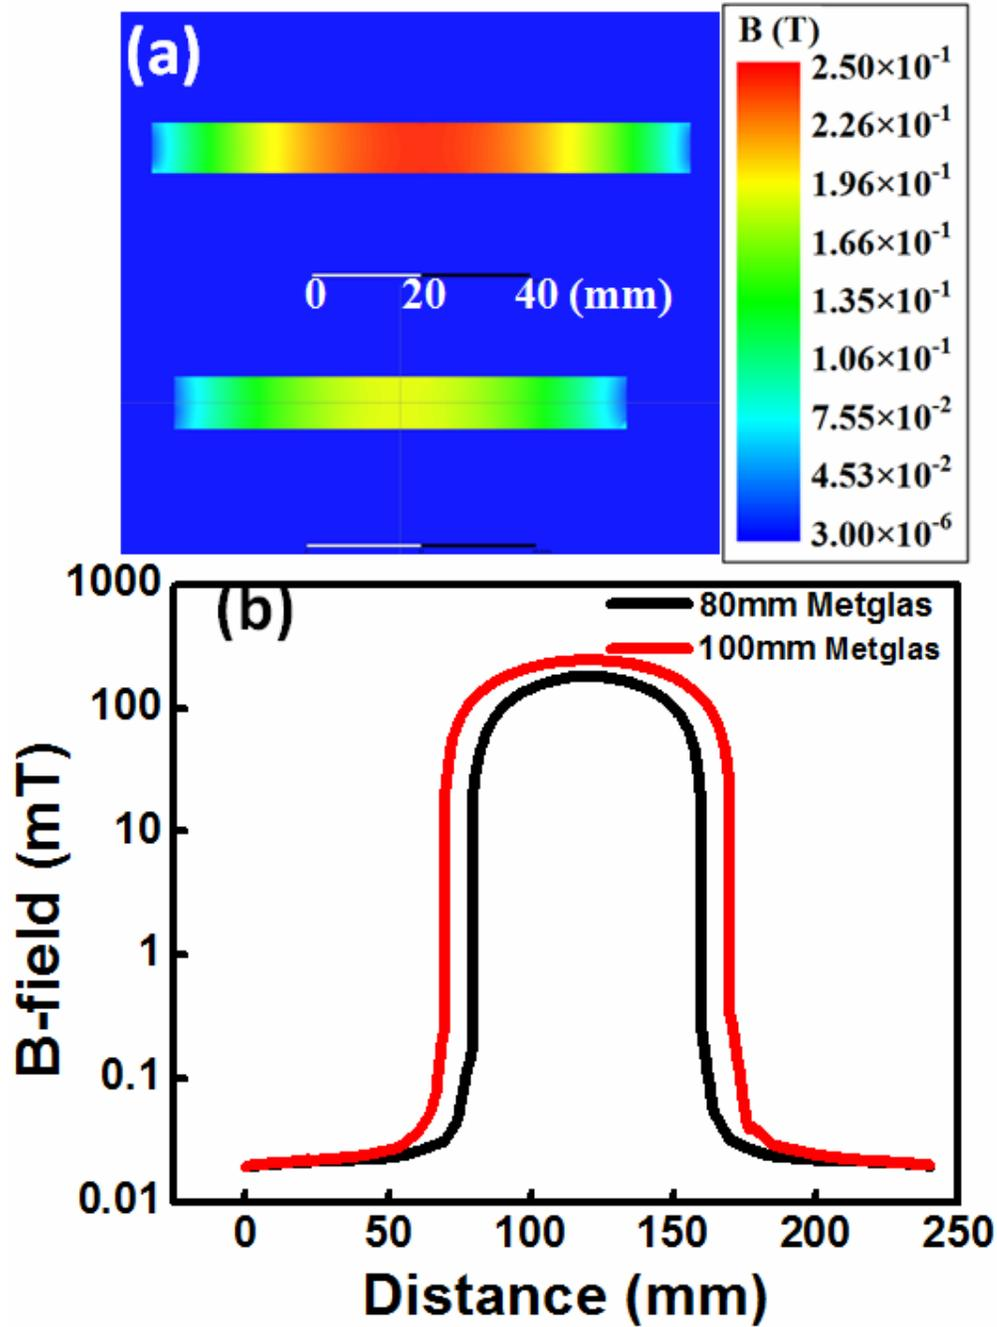 (a)
B (T)
2.50×10⁻¹
2.26×10⁻¹
1.96×10⁻¹
1.66×10⁻¹
1.35×10⁻¹
1.06×10⁻¹
7.55×10⁻²
4.53×10⁻²
3.00×10⁻⁶
0 20 40 (mm)
(b)
80mm Metglas
100mm Metglas
B-field (mT)
1000
100
10
1
0.1
0.01
0 50 100 150 200 250
Distance (mm)